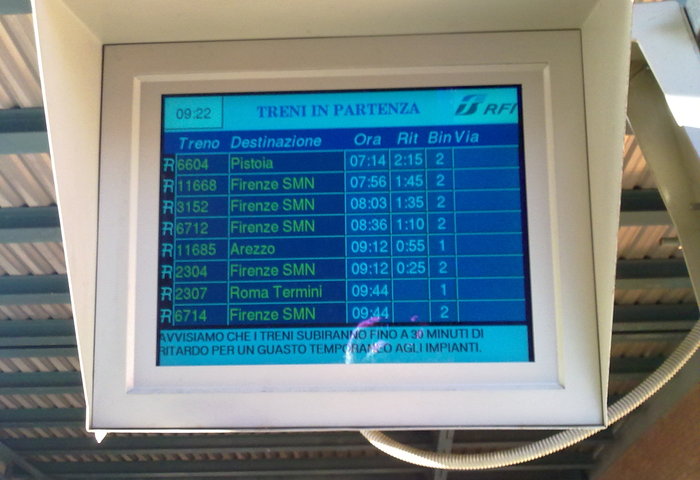 09:22 TRENI IN PARTENZA RFI
Treno Destinazione Ora Rit Bin Via
R 6604 Pistoia 07:14 2:15 2
R 11668 Firenze SMN 07:56 1:45 2
R 3152 Firenze SMN 08:03 1:35 2
R 6712 Firenze SMN 08:36 1:10 2
R 11685 Arezzo 09:12 0:55 1
R 2304 Firenze SMN 09:12 0:25 2
R 2307 Roma Termini 09:44 1
R 6714 Firenze SMN 09:44 2
AVVISIAMO CHE I TRENI SUBIRANNO FINO A 30 MINUTI DI
RITARDO PER UN GUASTO TEMPORANEO AGLI IMPIANTI.